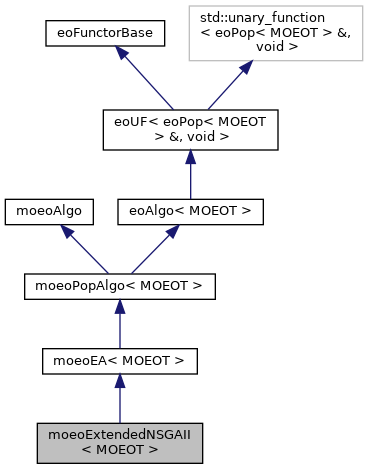 eoFunctorBase
std::unary_function
< eoPop< MOEOT > &,
void >
eoUF< eoPop< MOEOT
> &, void >
moeoAlgo
eoAlgo< MOEOT >
moeoPopAlgo< MOEOT >
moeoEA< MOEOT >
moeoExtendedNSGAII
< MOEOT >